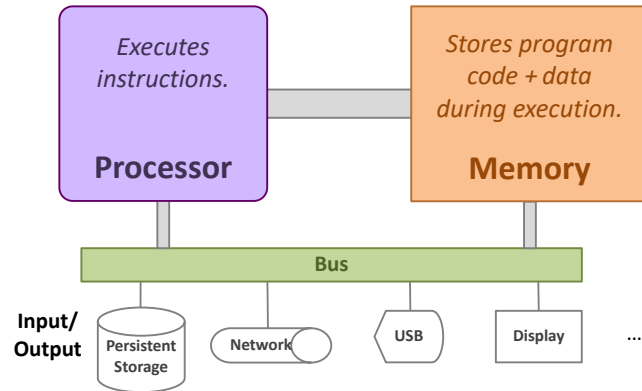 Executes
instructions.
Processor
Stores program
code + data
during execution.
Memory
Bus
Input/
Output
Persistent
Storage
Network
USB
Display
...